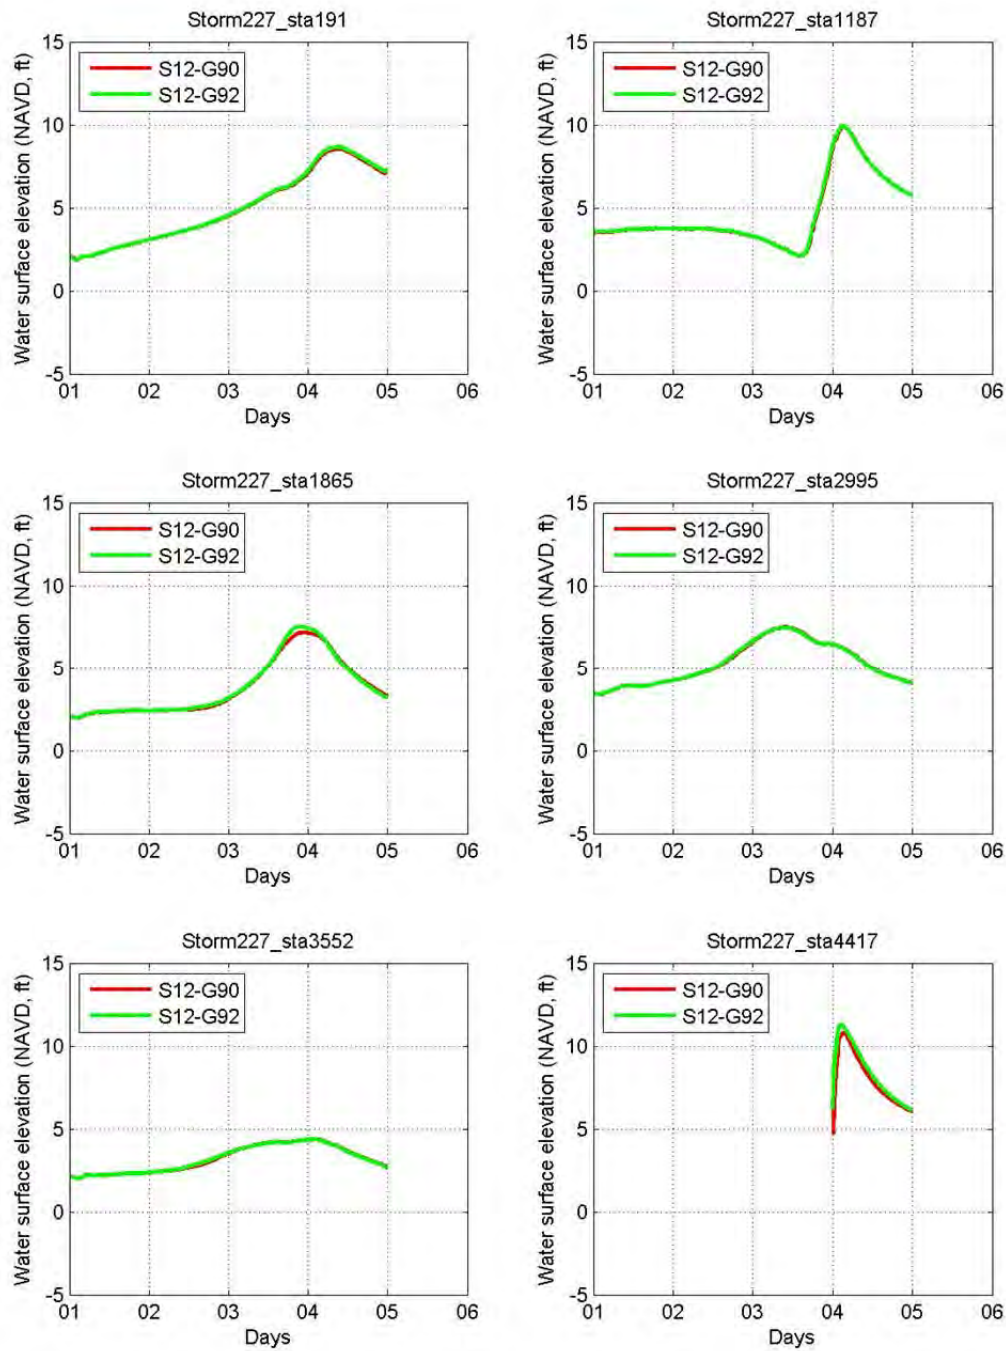 Storm227_sta191
15
S12-G90
S12-G92
10
5
0
-5
01 02 03 04 05 06
Days
Water surface elevation (NAVD, ft)
Storm227_sta1187
15
S12-G90
S12-G92
10
5
0
-5
01 02 03 04 05 06
Days
Water surface elevation (NAVD, ft)
Storm227_sta1865
15
S12-G90
S12-G92
10
5
0
-5
01 02 03 04 05 06
Days
Water surface elevation (NAVD, ft)
Storm227_sta2995
15
S12-G90
S12-G92
10
5
0
-5
01 02 03 04 05 06
Days
Water surface elevation (NAVD, ft)
Storm227_sta3552
15
S12-G90
S12-G92
10
5
0
-5
01 02 03 04 05 06
Days
Water surface elevation (NAVD, ft)
Storm227_sta4417
15
S12-G90
S12-G92
10
5
0
-5
01 02 03 04 05 06
Days
Water surface elevation (NAVD, ft)